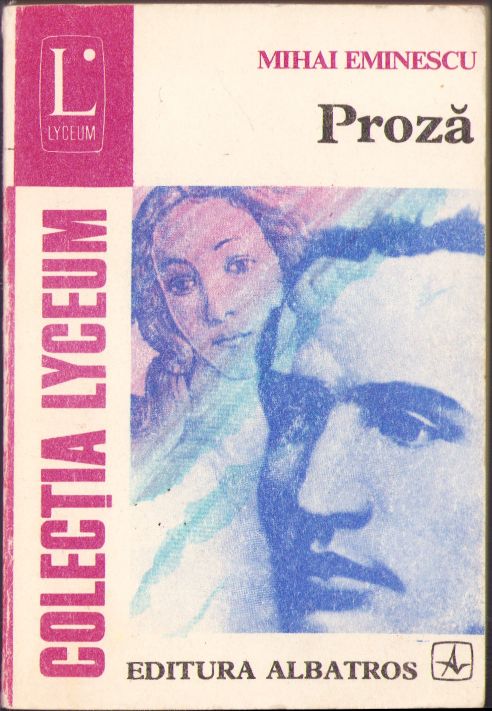 L
LYCEUM
MIHAI EMINESCU
Proză
COLECȚIA LYCEUM
EDITURA ALBATROS